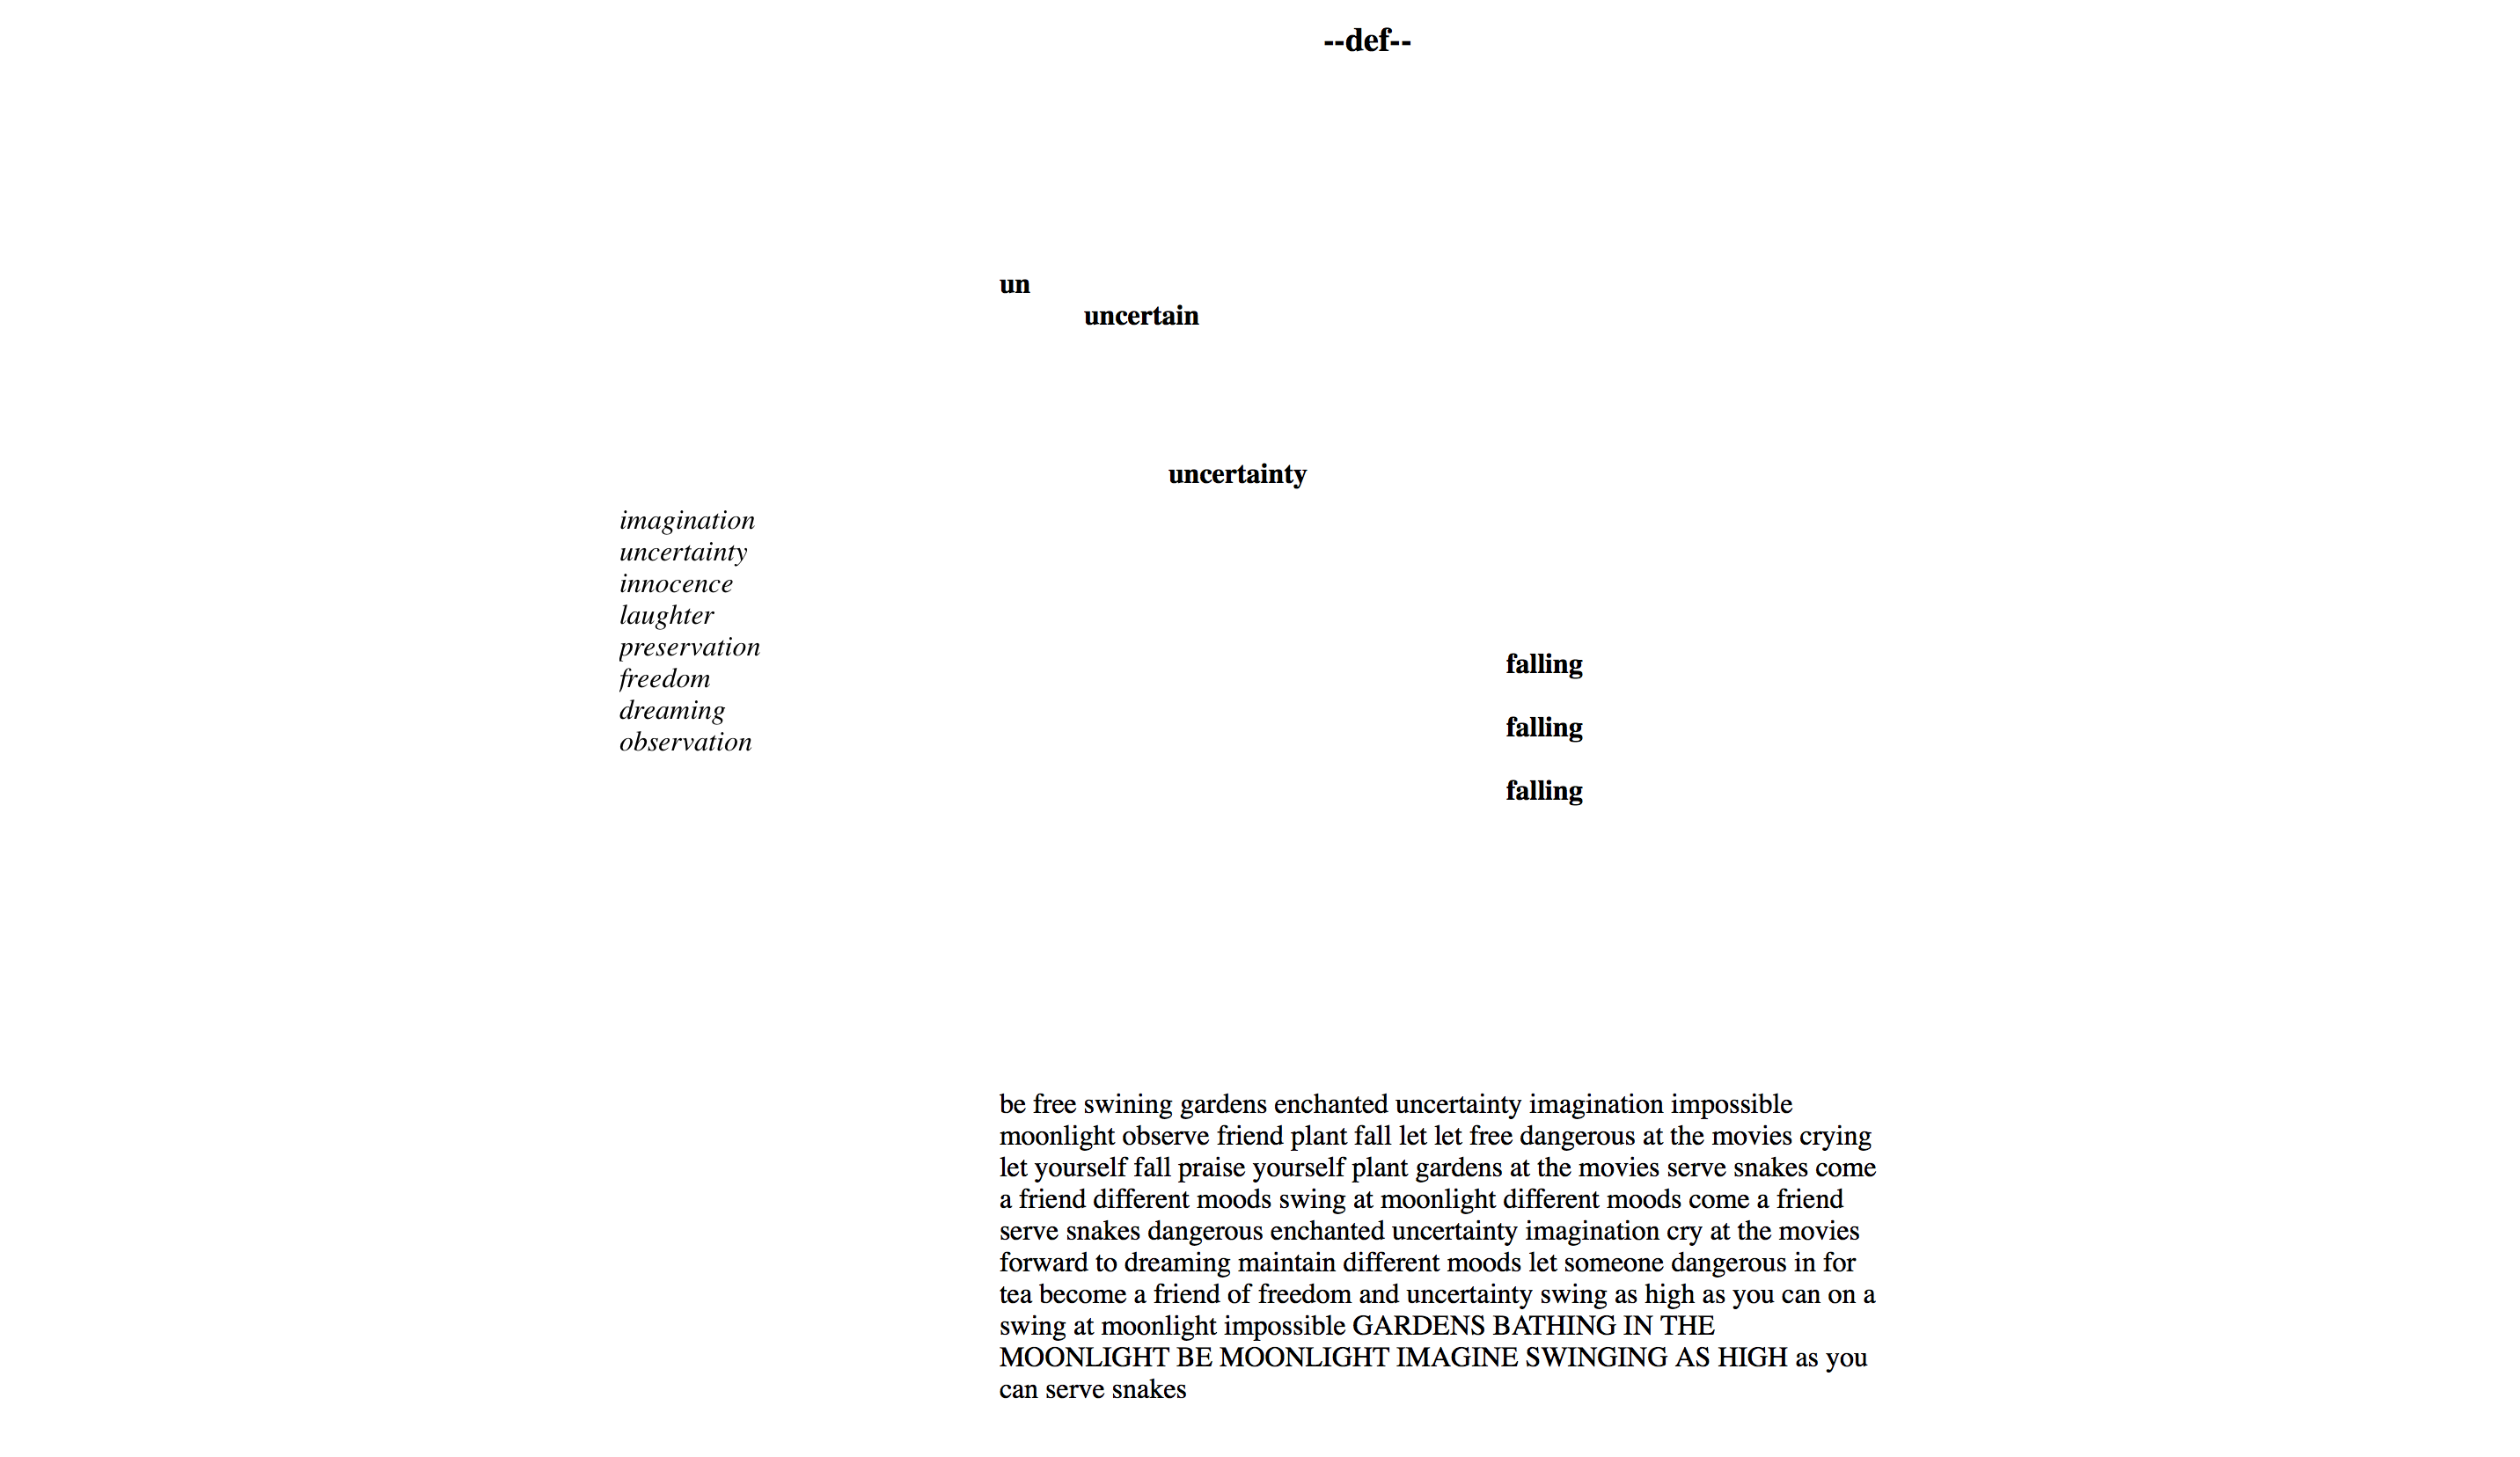 --def--
un
uncertain
uncertainty
imagination
uncertainty
innocence
laughter
preservation
freedom
dreaming
observation
falling
falling
falling
be free swining gardens enchanted uncertainty imagination impossible
moonlight observe friend plant fall let let free dangerous at the movies crying
let yourself fall praise yourself plant gardens at the movies serve snakes come
a friend different moods swing at moonlight different moods come a friend
serve snakes dangerous enchanted uncertainty imagination cry at the movies
forward to dreaming maintain different moods let someone dangerous in for
tea become a friend of freedom and uncertainty swing as high as you can on a
swing at moonlight impossible GARDENS BATHING IN THE
MOONLIGHT BE MOONLIGHT IMAGINE SWINGING AS HIGH as you
can serve snakes